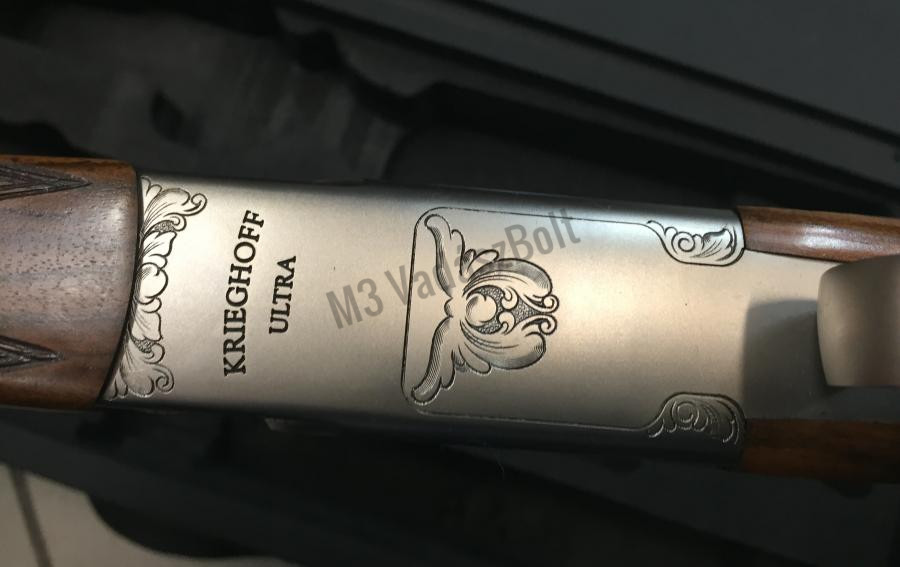 KRIEGHOFF
ULTRA
M3 VadászBolt